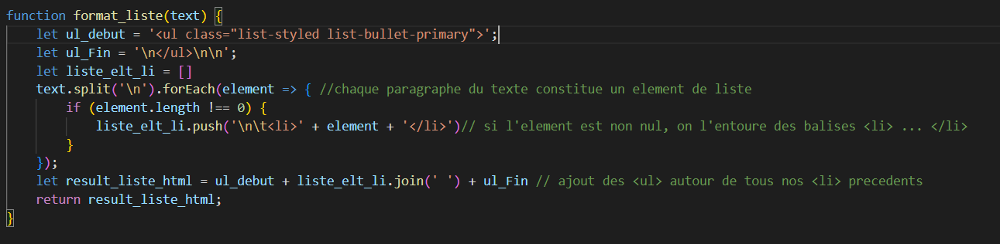 function format_liste(text) {
let ul_debut = '<ul class="list-styled list-bullet-primary">';
let ul_Fin = '\n</ul>\n\n';
let liste_elt_li = []
text.split('\n').forEach(element => { //chaque paragraphe du texte constitue un element de liste
if (element.length !== 0) {
liste_elt_li.push('\n\t<li>' + element + '</li>')// si l'element est non nul, on l'entoure des balises <li> ... </li>
}
});
let result_liste_html = ul_debut + liste_elt_li.join(' ') + ul_Fin // ajout des <ul> autour de tous nos <li> precedents
return result_liste_html;
}